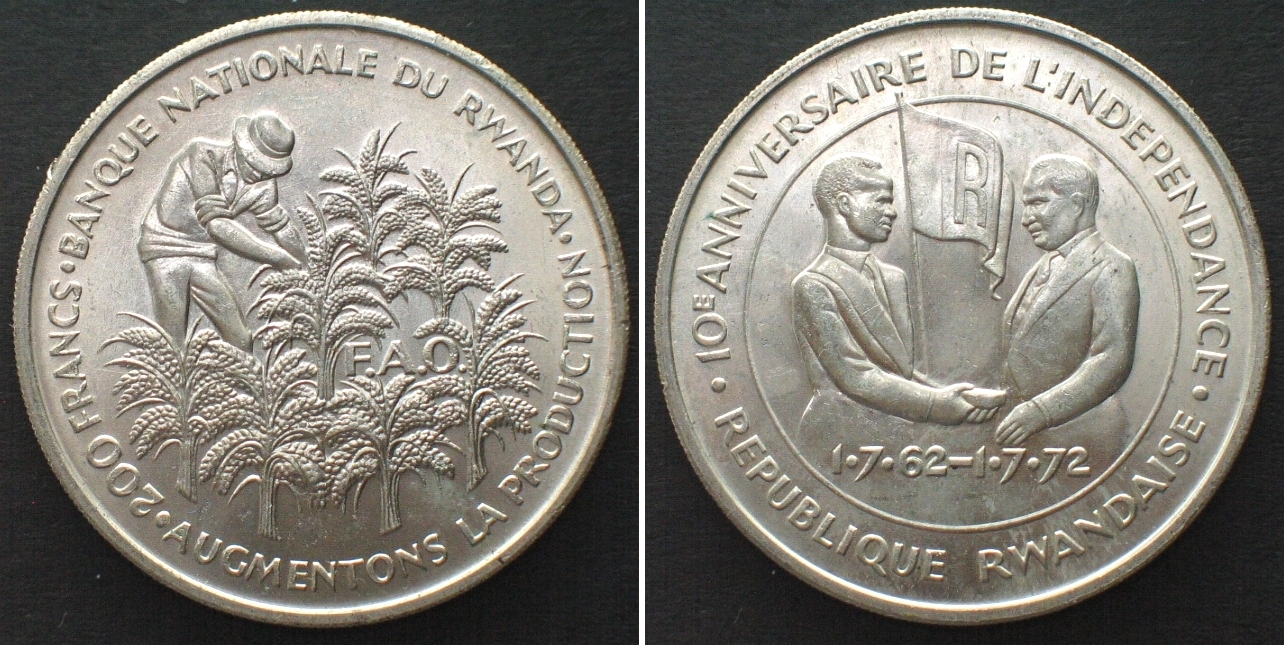 • BANQUE NATIONALE DU RWANDA •
AUGMENTONS LA PRODUCTION
• 200 FRANCS
F.A.O.
10E ANNIVERSAIRE DE L'INDEPENDANCE
• REPUBLIQUE RWANDAISE •
R
1•7•62–1•7•72